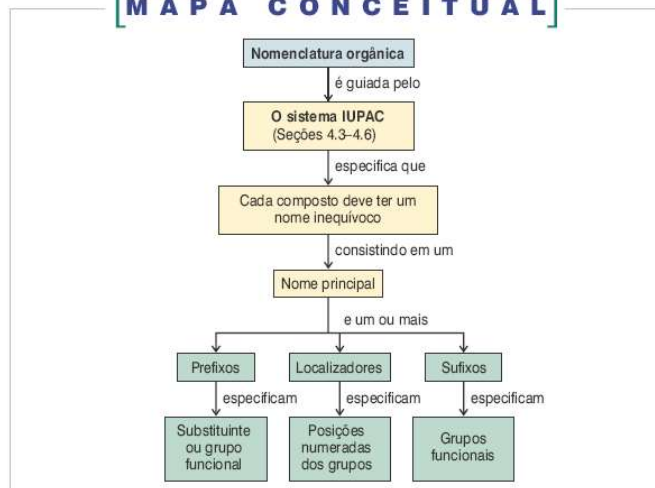 [MAPA CONCEITUAL]
Nomenclatura orgânica
é guiada pelo
O sistema IUPAC
(Seções 4.3–4.6)
especifica que
Cada composto deve ter um
nome inequívoco
consistindo em um
Nome principal
e um ou mais
Prefixos
Localizadores
Sufixos
especificam
especificam
especificam
Substituinte
ou grupo
funcional
Posições
numeradas
dos grupos
Grupos
funcionais